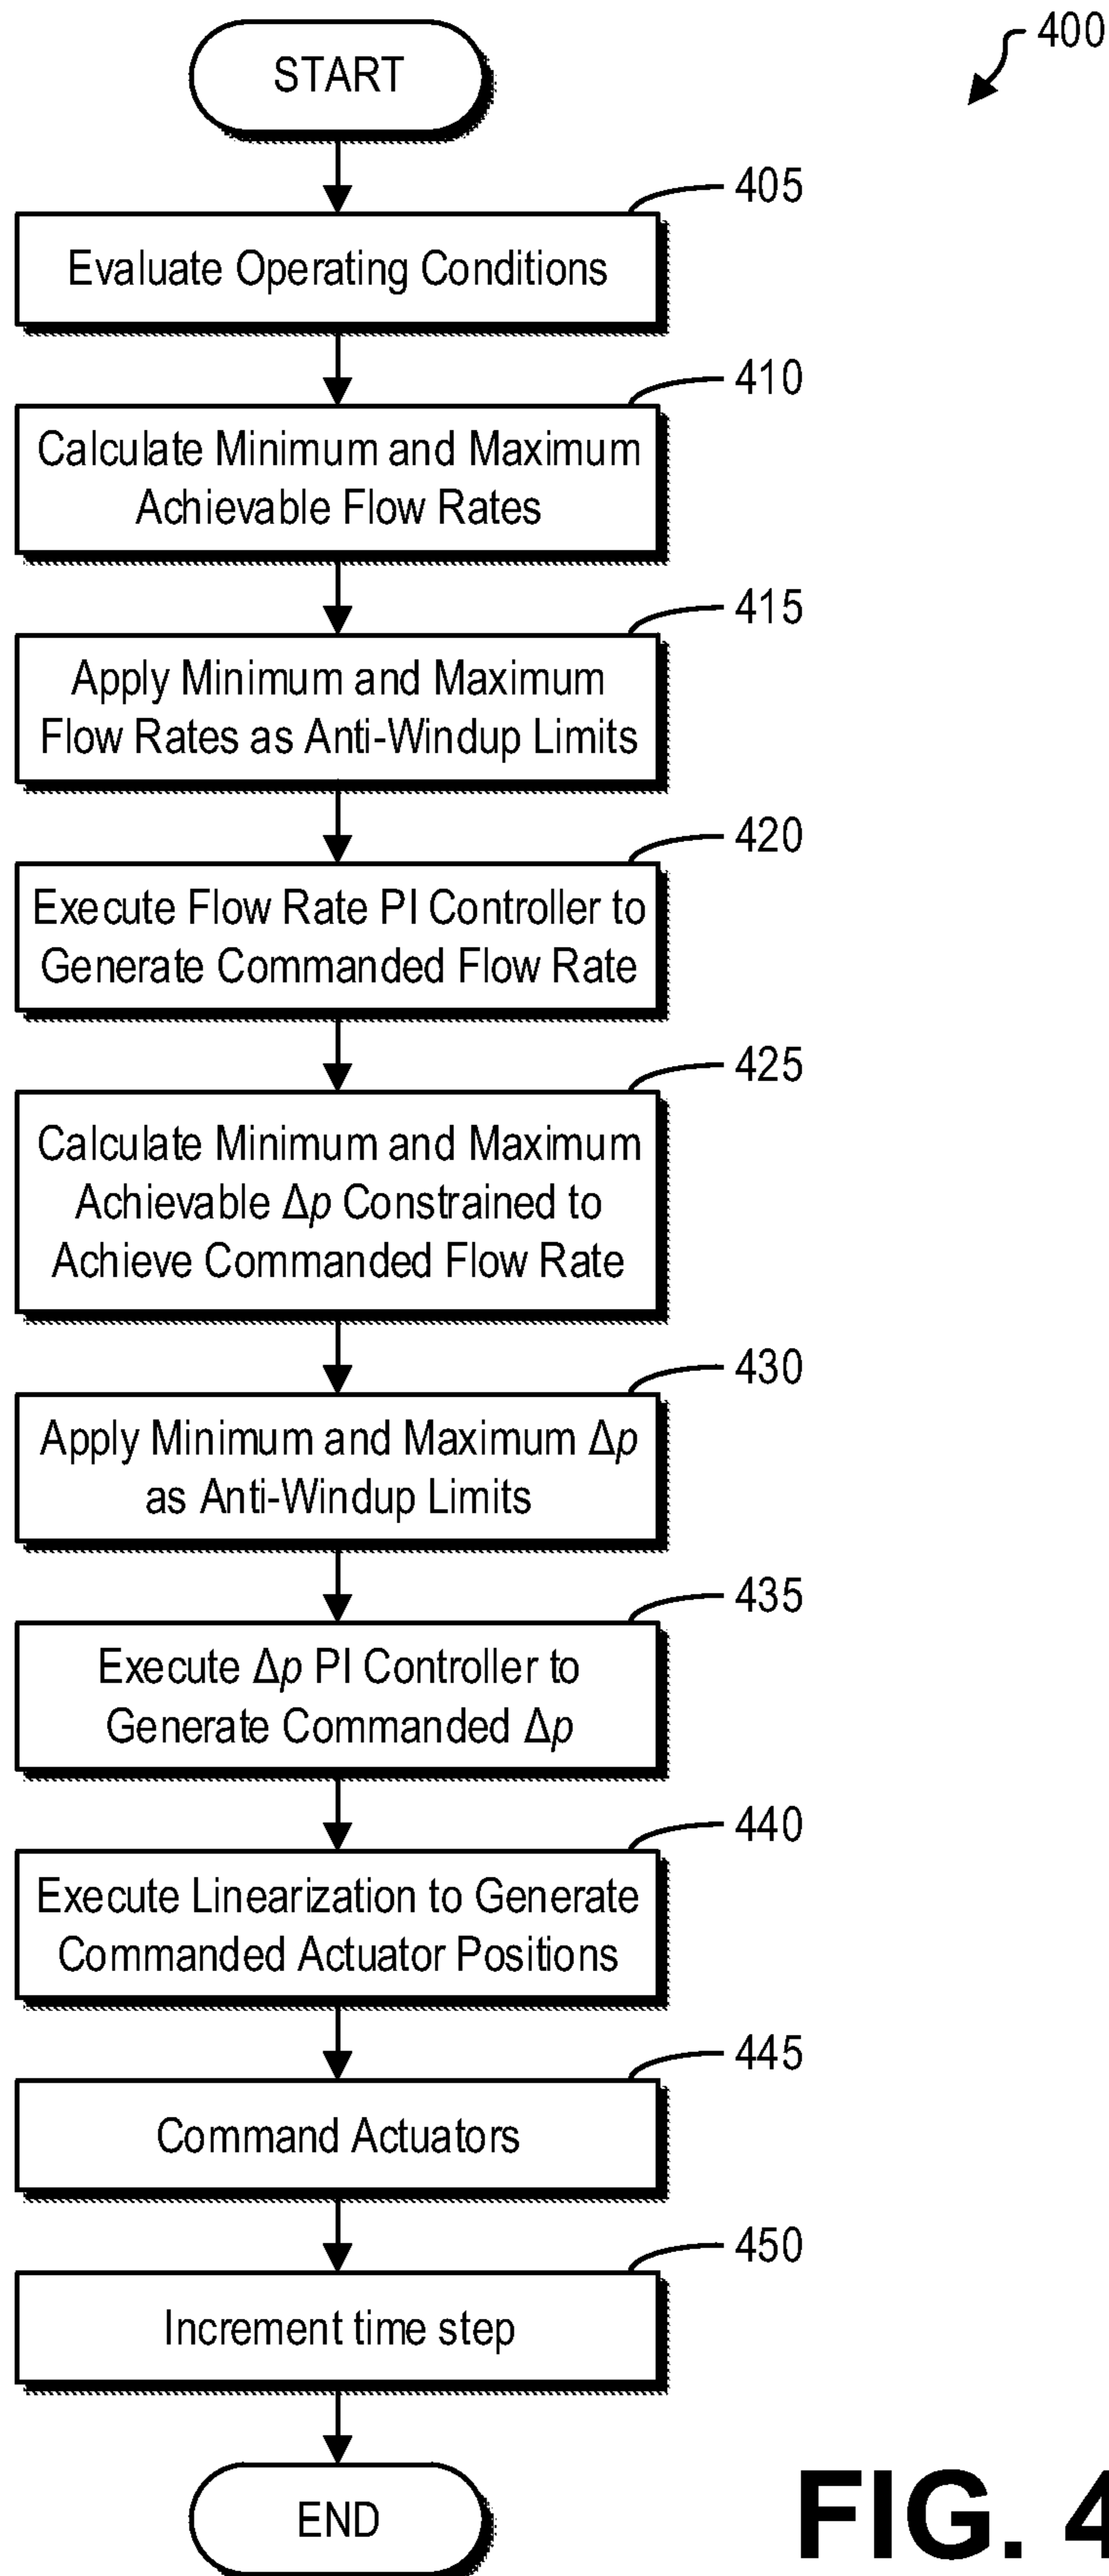 400
START
405
Evaluate Operating Conditions
410
Calculate Minimum and Maximum
Achievable Flow Rates
415
Apply Minimum and Maximum
Flow Rates as Anti-Windup Limits
420
Execute Flow Rate PI Controller to
Generate Commanded Flow Rate
425
Calculate Minimum and Maximum
Achievable Δp Constrained to
Achieve Commanded Flow Rate
430
Apply Minimum and Maximum Δp
as Anti-Windup Limits
435
Execute Δp PI Controller to
Generate Commanded Δp
440
Execute Linearization to Generate
Commanded Actuator Positions
445
Command Actuators
450
Increment time step
END
FIG. 4